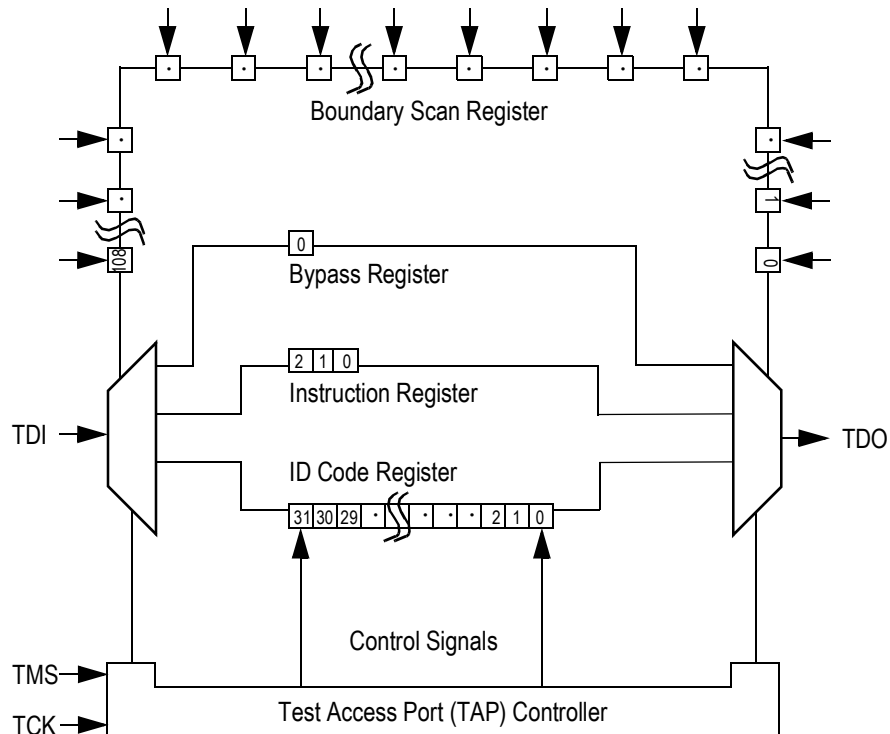 · · · · · · · ·
Boundary Scan Register
· ·
· 1
108 0 0
Bypass Register
2 1 0
Instruction Register
TDI TDO
ID Code Register
31 30 29 · · · · 2 1 0
Control Signals
TMS
Test Access Port (TAP) Controller
TCK